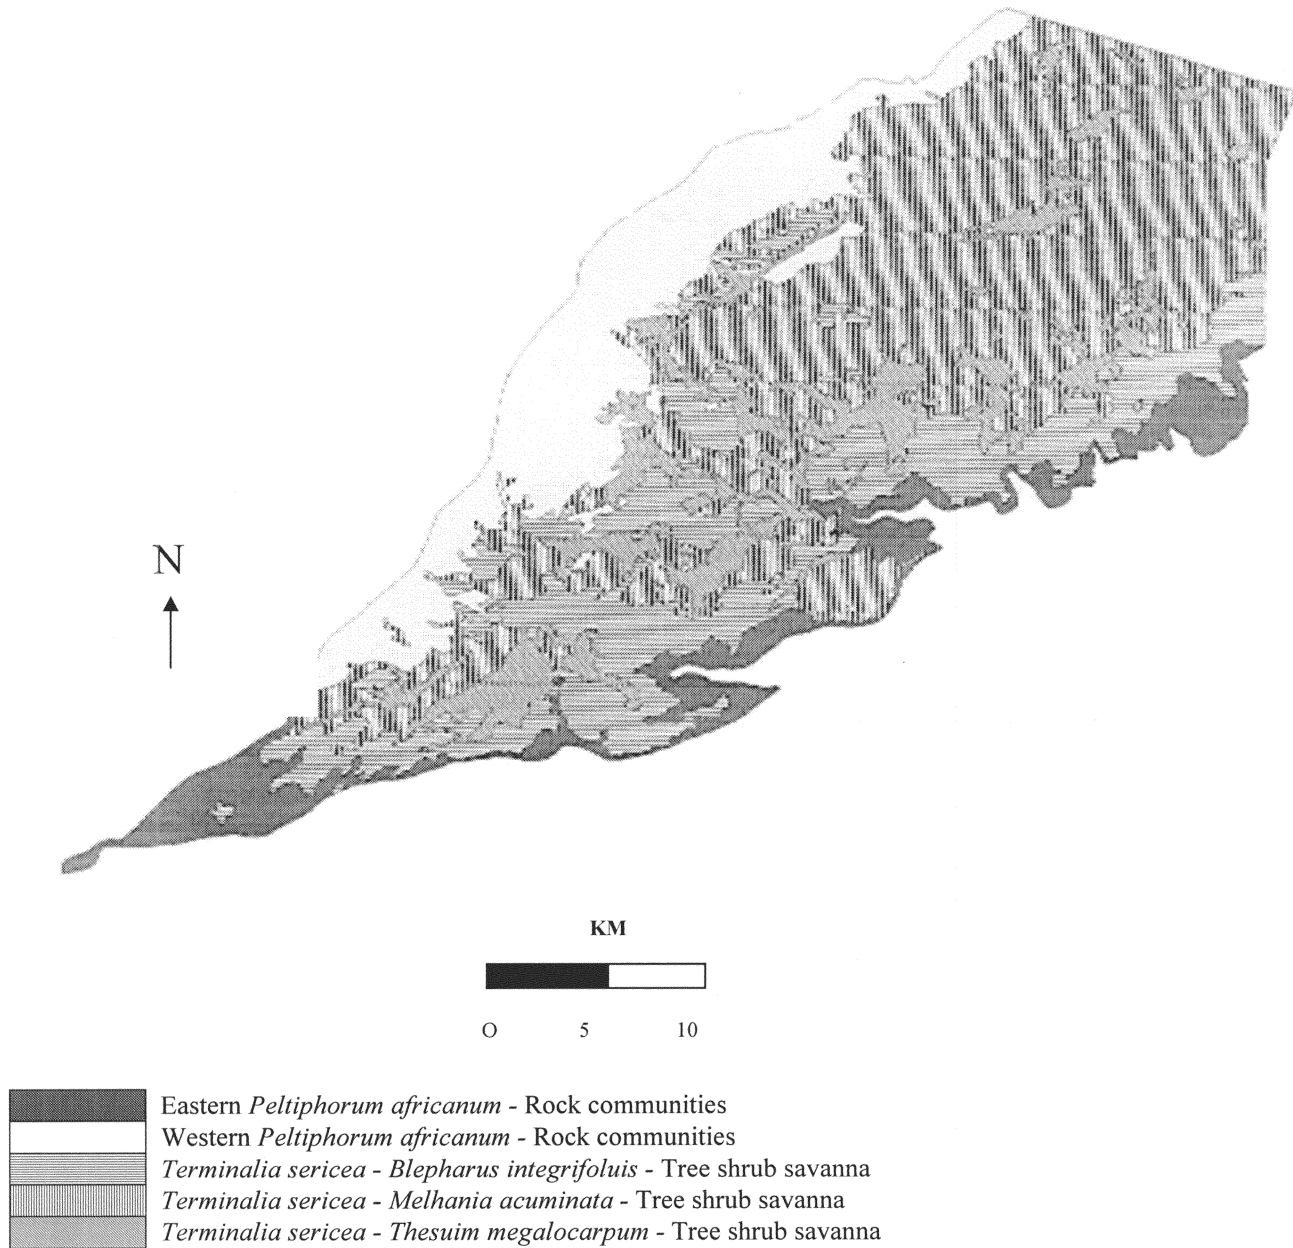 N
KM
O 5 10
Eastern Peltiphorum africanum - Rock communities
Western Peltiphorum africanum - Rock communities
Terminalia sericea - Blepharus integrifoluis - Tree shrub savanna
Terminalia sericea - Melhania acuminata - Tree shrub savanna
Terminalia sericea - Thesuim megalocarpum - Tree shrub savanna